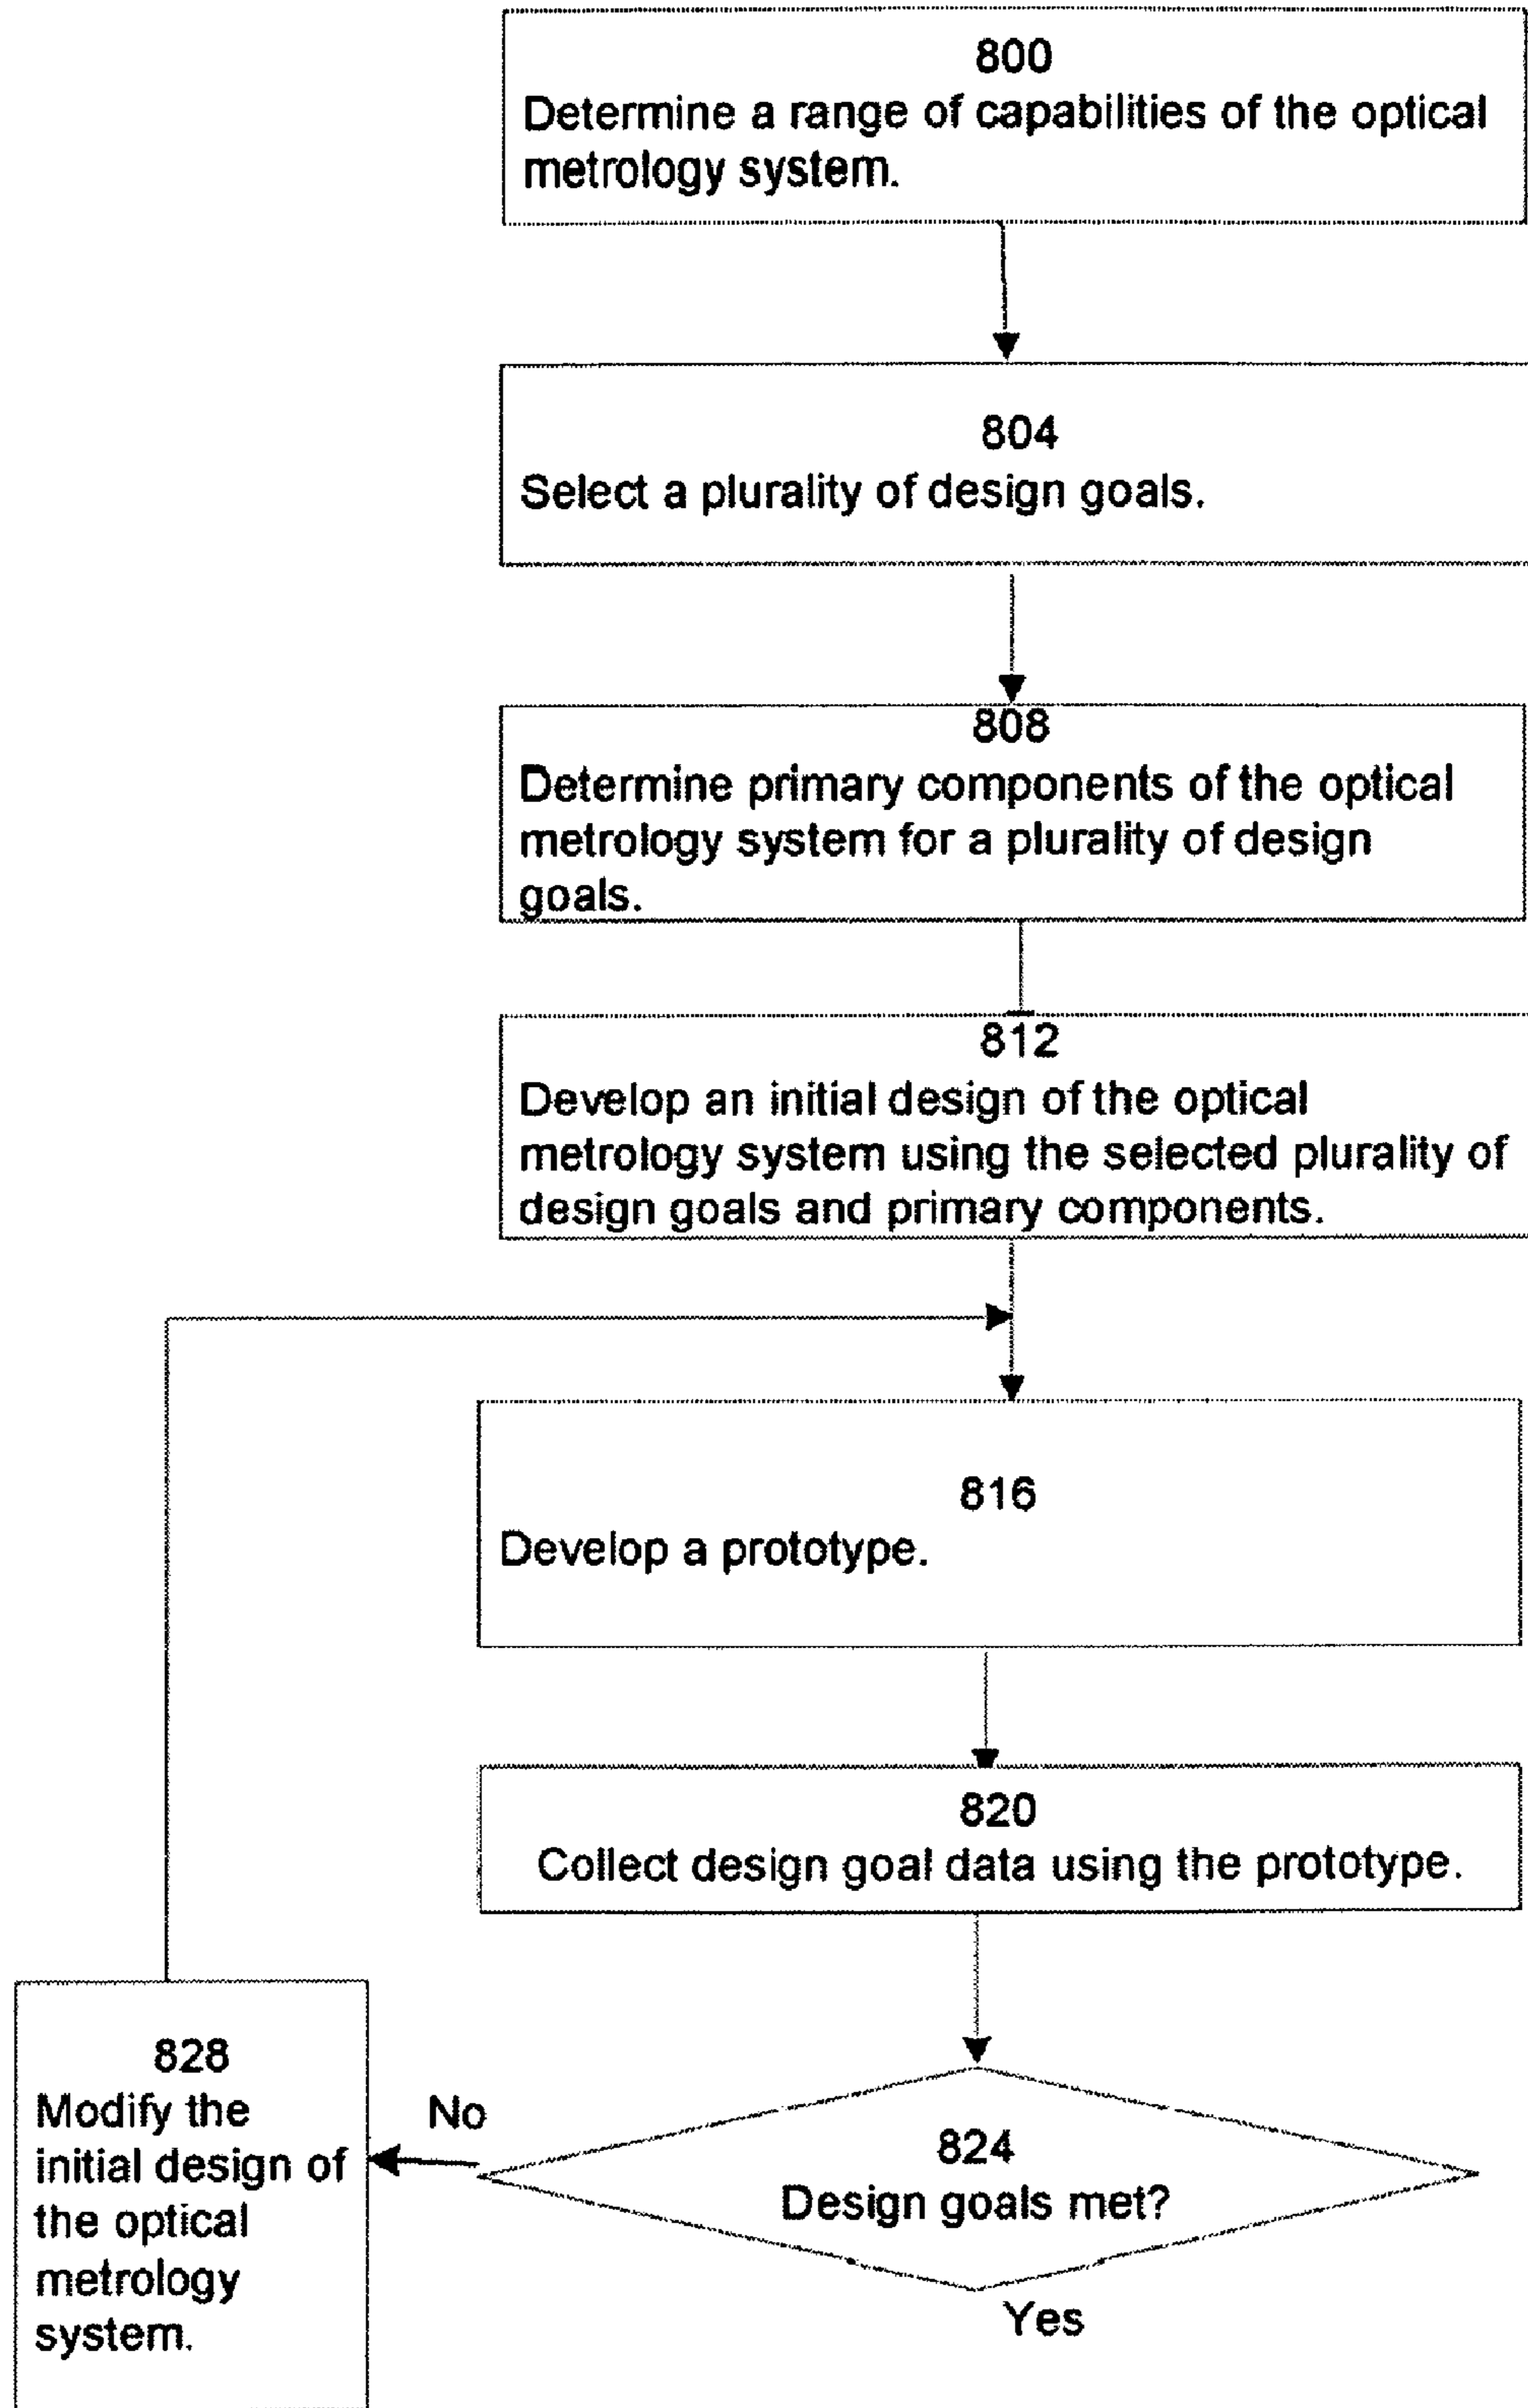 800
Determine a range of capabilities of the optical
metrology system.
804
Select a plurality of design goals.
808
Determine primary components of the optical
metrology system for a plurality of design
goals.
812
Develop an initial design of the optical
metrology system using the selected plurality of
design goals and primary components.
816
Develop a prototype.
820
Collect design goal data using the prototype.
824
Design goals met?
No
828
Modify the
initial design of
the optical
metrology
system.
Yes